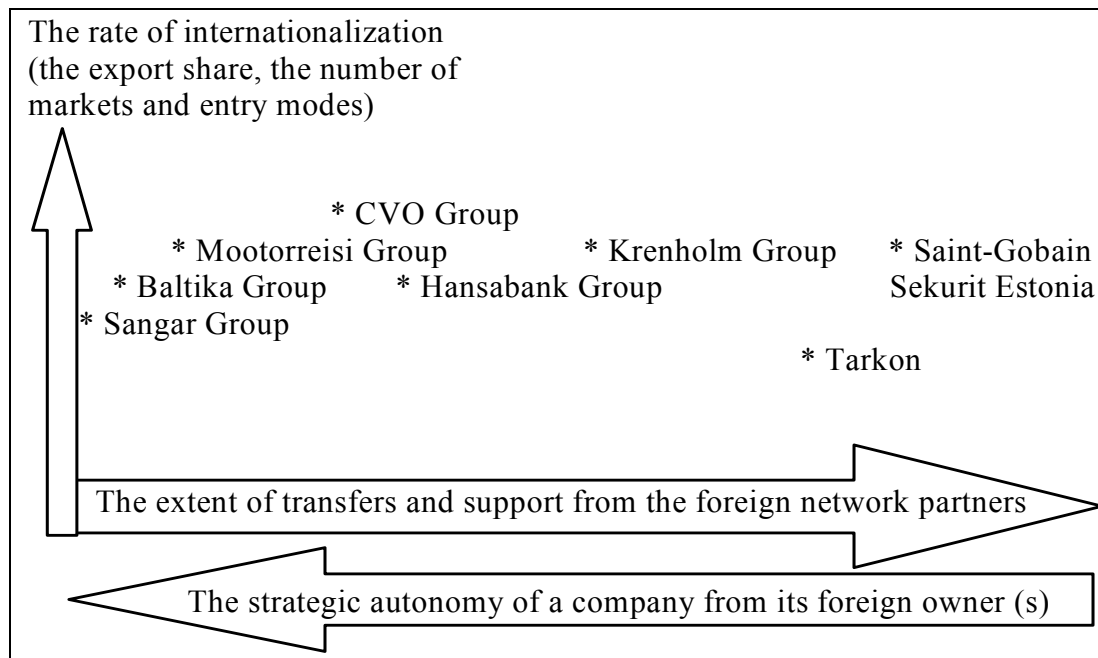 The rate of internationalization
(the export share, the number of
markets and entry modes)
* CVO Group
* Mootorreisi Group
* Krenholm Group
* Saint-Gobain
Sekurit Estonia
* Baltika Group
* Hansabank Group
* Sangar Group
* Tarkon
The extent of transfers and support from the foreign network partners
The strategic autonomy of a company from its foreign owner (s)